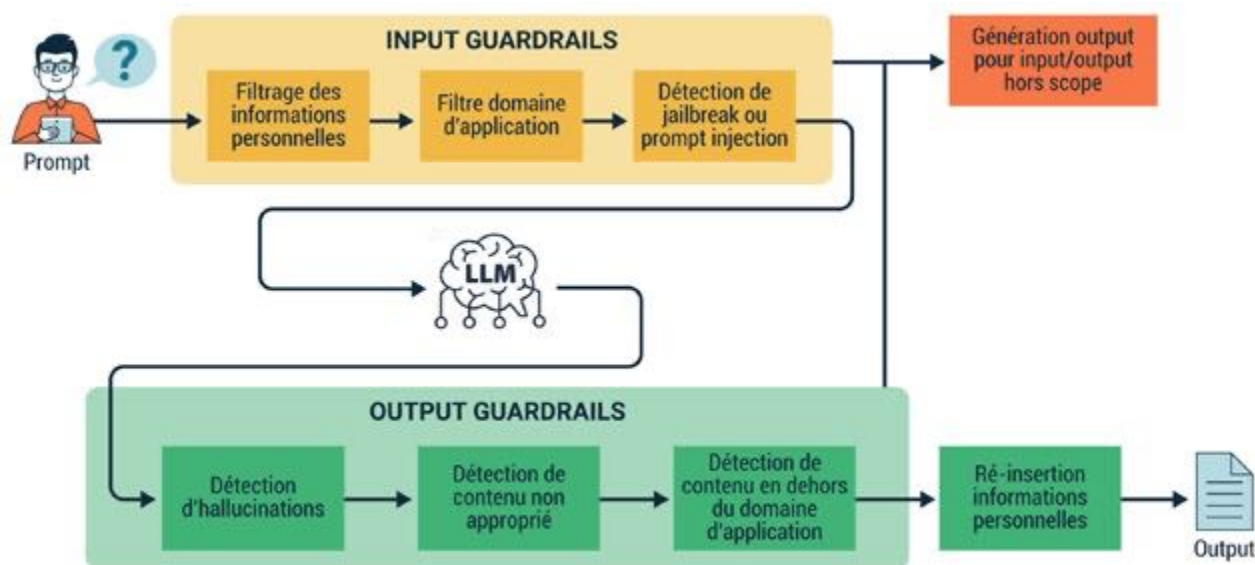 INPUT GUARDRAILS
Génération output
pour input/output
hors scope
?
Filtrage des
informations
personnelles
Filtre domaine
d'application
Détection de
jailbreak ou
prompt injection
Prompt
LLM
OUTPUT GUARDRAILS
Détection
d'hallucinations
Détection de
contenu non
approprié
Détection de
contenu en dehors
du domaine
d'application
Ré-insertion
informations
personnelles
Output